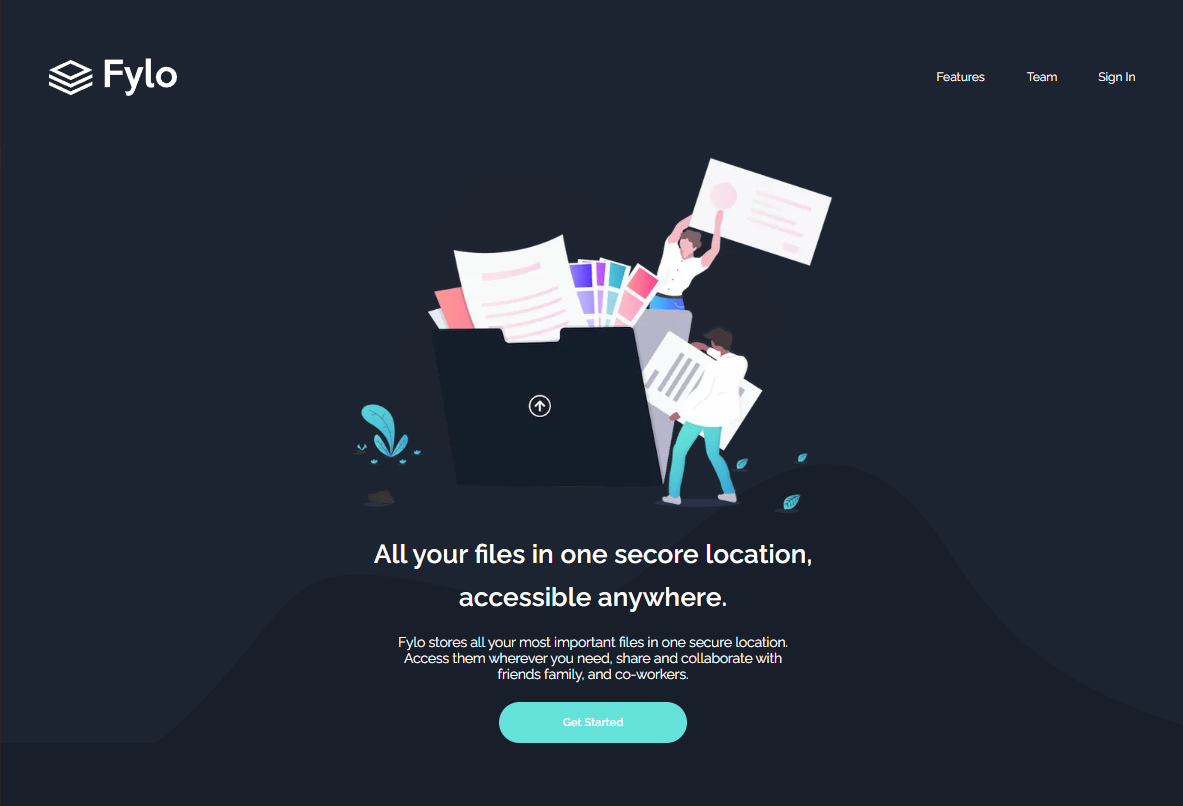 Fylo
Features
Team
Sign In
All your files in one secore location,
accessible anywhere.
Fylo stores all your most important files in one secure location.
Access them wherever you need, share and collaborate with
friends family, and co-workers.
Get Started